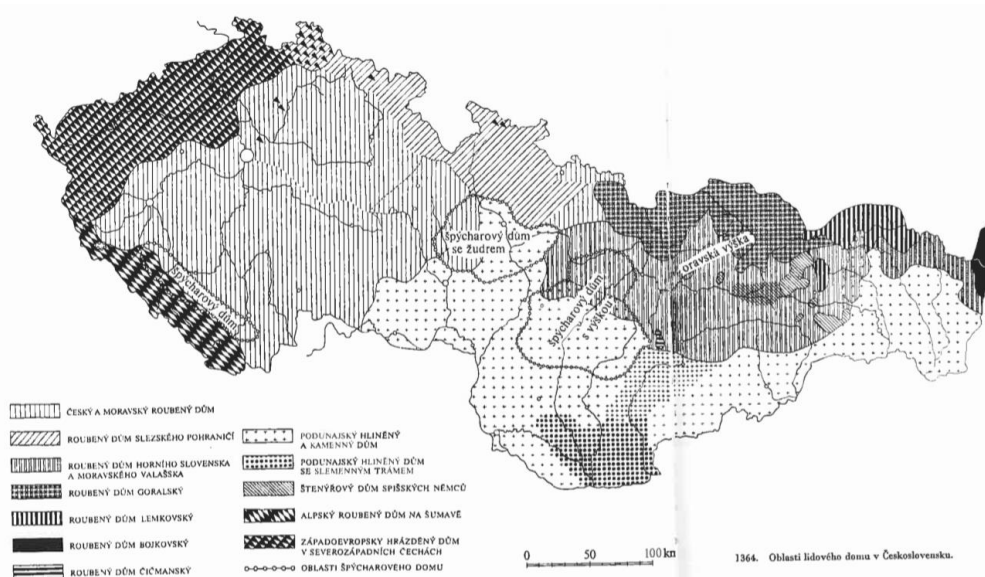 špýcharový dům
se žudrem
oravská výška
špýcharový dům
s výškou
špýcharový dům
ČESKÝ A MORAVSKÝ ROUBENÝ DŮM
ROUBENÝ DŮM SLEZSKÉHO POHRANIČÍ
ROUBENÝ DŮM HORNÍHO SLOVENSKA
A MORAVSKÉHO VALAŠSKA
ROUBENÝ DŮM GORALSKÝ
ROUBENÝ DŮM LEMKOVSKÝ
ROUBENÝ DŮM BOJKOVSKÝ
ROUBENÝ DŮM ČIČMANSKÝ
PODUNAJSKÝ HLINĚNÝ
A KAMENNÝ DŮM
PODUNAJSKÝ HLINĚNÝ DŮM
SE SLEMENNÝM TRÁMEM
ŠTENÝŘOVÝ DŮM SPIŠSKÝCH NĚMCŮ
ALPSKÝ ROUBENÝ DŮM NA ŠUMAVĚ
ZÁPADOEVROPSKY HRÁZDĚNÝ DŮM
V SEVEROZÁPADNÍCH ČECHÁCH
OBLASTI ŠPÝCHAROVÉHO DOMU
0 50 100 km
1364. Oblasti lidového domu v Československu.